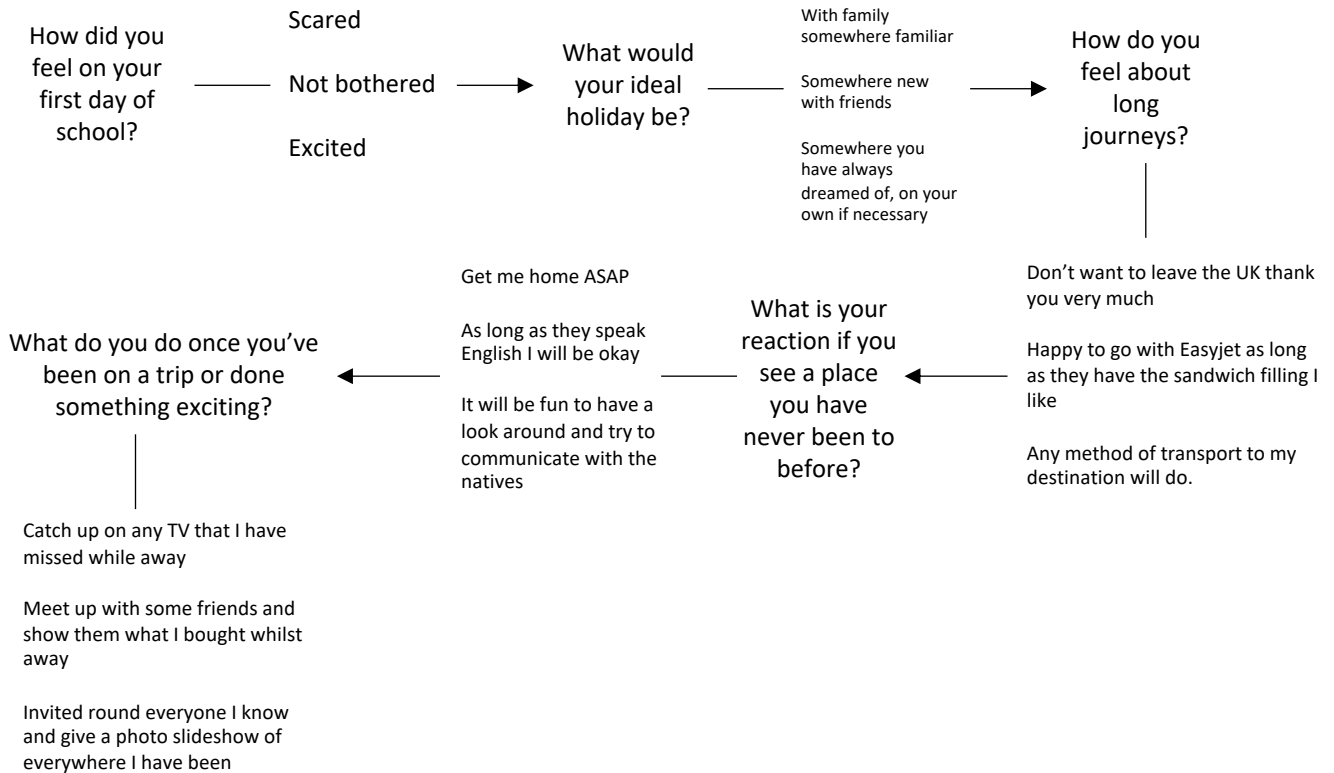 How did you
feel on your
first day of
school?
Scared
Not bothered
Excited
What would
your ideal
holiday be?
With family
somewhere familiar
Somewhere new
with friends
Somewhere you
have always
dreamed of, on your
own if necessary
How do you
feel about
long
journeys?
Don’t want to leave the UK thank
you very much
Happy to go with Easyjet as long
as they have the sandwich filling I
like
Any method of transport to my
destination will do.
What is your
reaction if you
see a place
you have
never been to
before?
Get me home ASAP
As long as they speak
English I will be okay
It will be fun to have a
look around and try to
communicate with the
natives
What do you do once you’ve
been on a trip or done
something exciting?
Catch up on any TV that I have
missed while away
Meet up with some friends and
show them what I bought whilst
away
Invited round everyone I know
and give a photo slideshow of
everywhere I have been